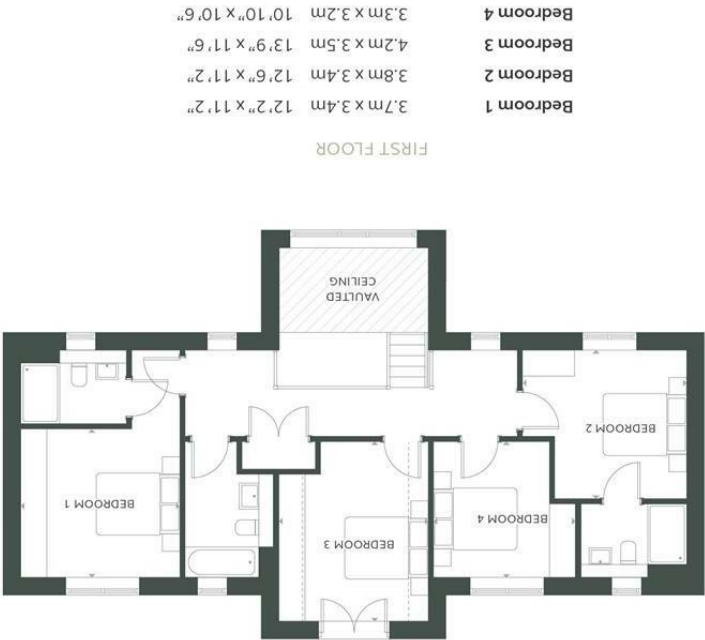 BEDROOM 3
BEDROOM 4
BEDROOM 1
BEDROOM 2
VAULTED
CEILING
FIRST FLOOR
Bedroom 1 3.7m x 3.4m 12’2” x 11’2”
Bedroom 2 3.8m x 3.4m 12’6” x 11’2”
Bedroom 3 4.2m x 3.5m 13’9” x 11’6”
Bedroom 4 3.3m x 3.2m 10’10” x 10’6”